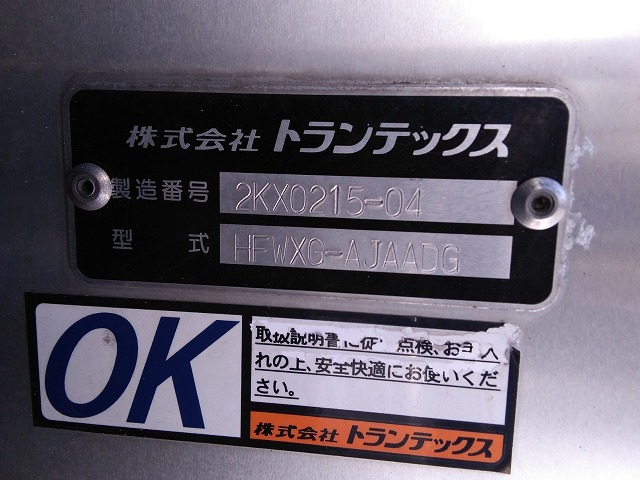 株式会社 トランテックス
製造番号 2KX0215-04
型 式 HFWXG-AJAADG
OK
取扱説明書に従 点検、お手入
れの上、安全快適にお使いくだ
さい。
株式会社 トランテックス